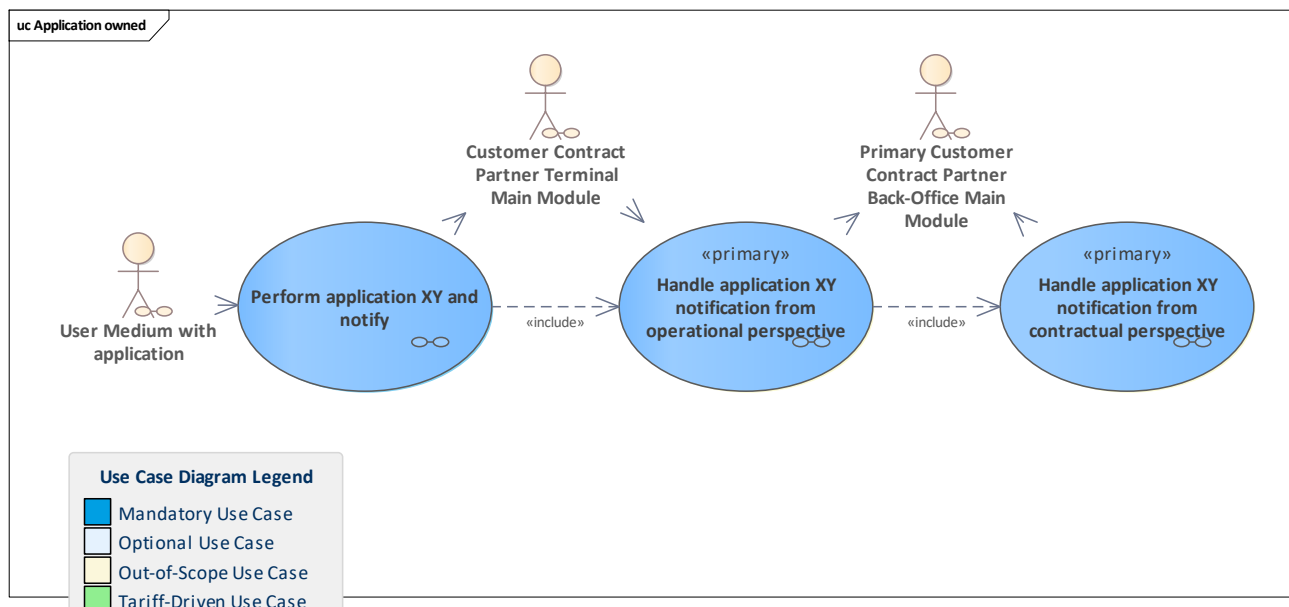 uc Application owned
Customer Contract
Partner Terminal
Main Module
Primary Customer
Contract Partner
Back-Office Main
Module
User Medium with
application
Perform application XY and
notify
«include»
«primary»
Handle application XY
notification from
operational perspective
«include»
«primary»
Handle application XY
notification from
contractual perspective
Use Case Diagram Legend
Mandatory Use Case
Optional Use Case
Out-of-Scope Use Case
Tariff-Driven Use Case